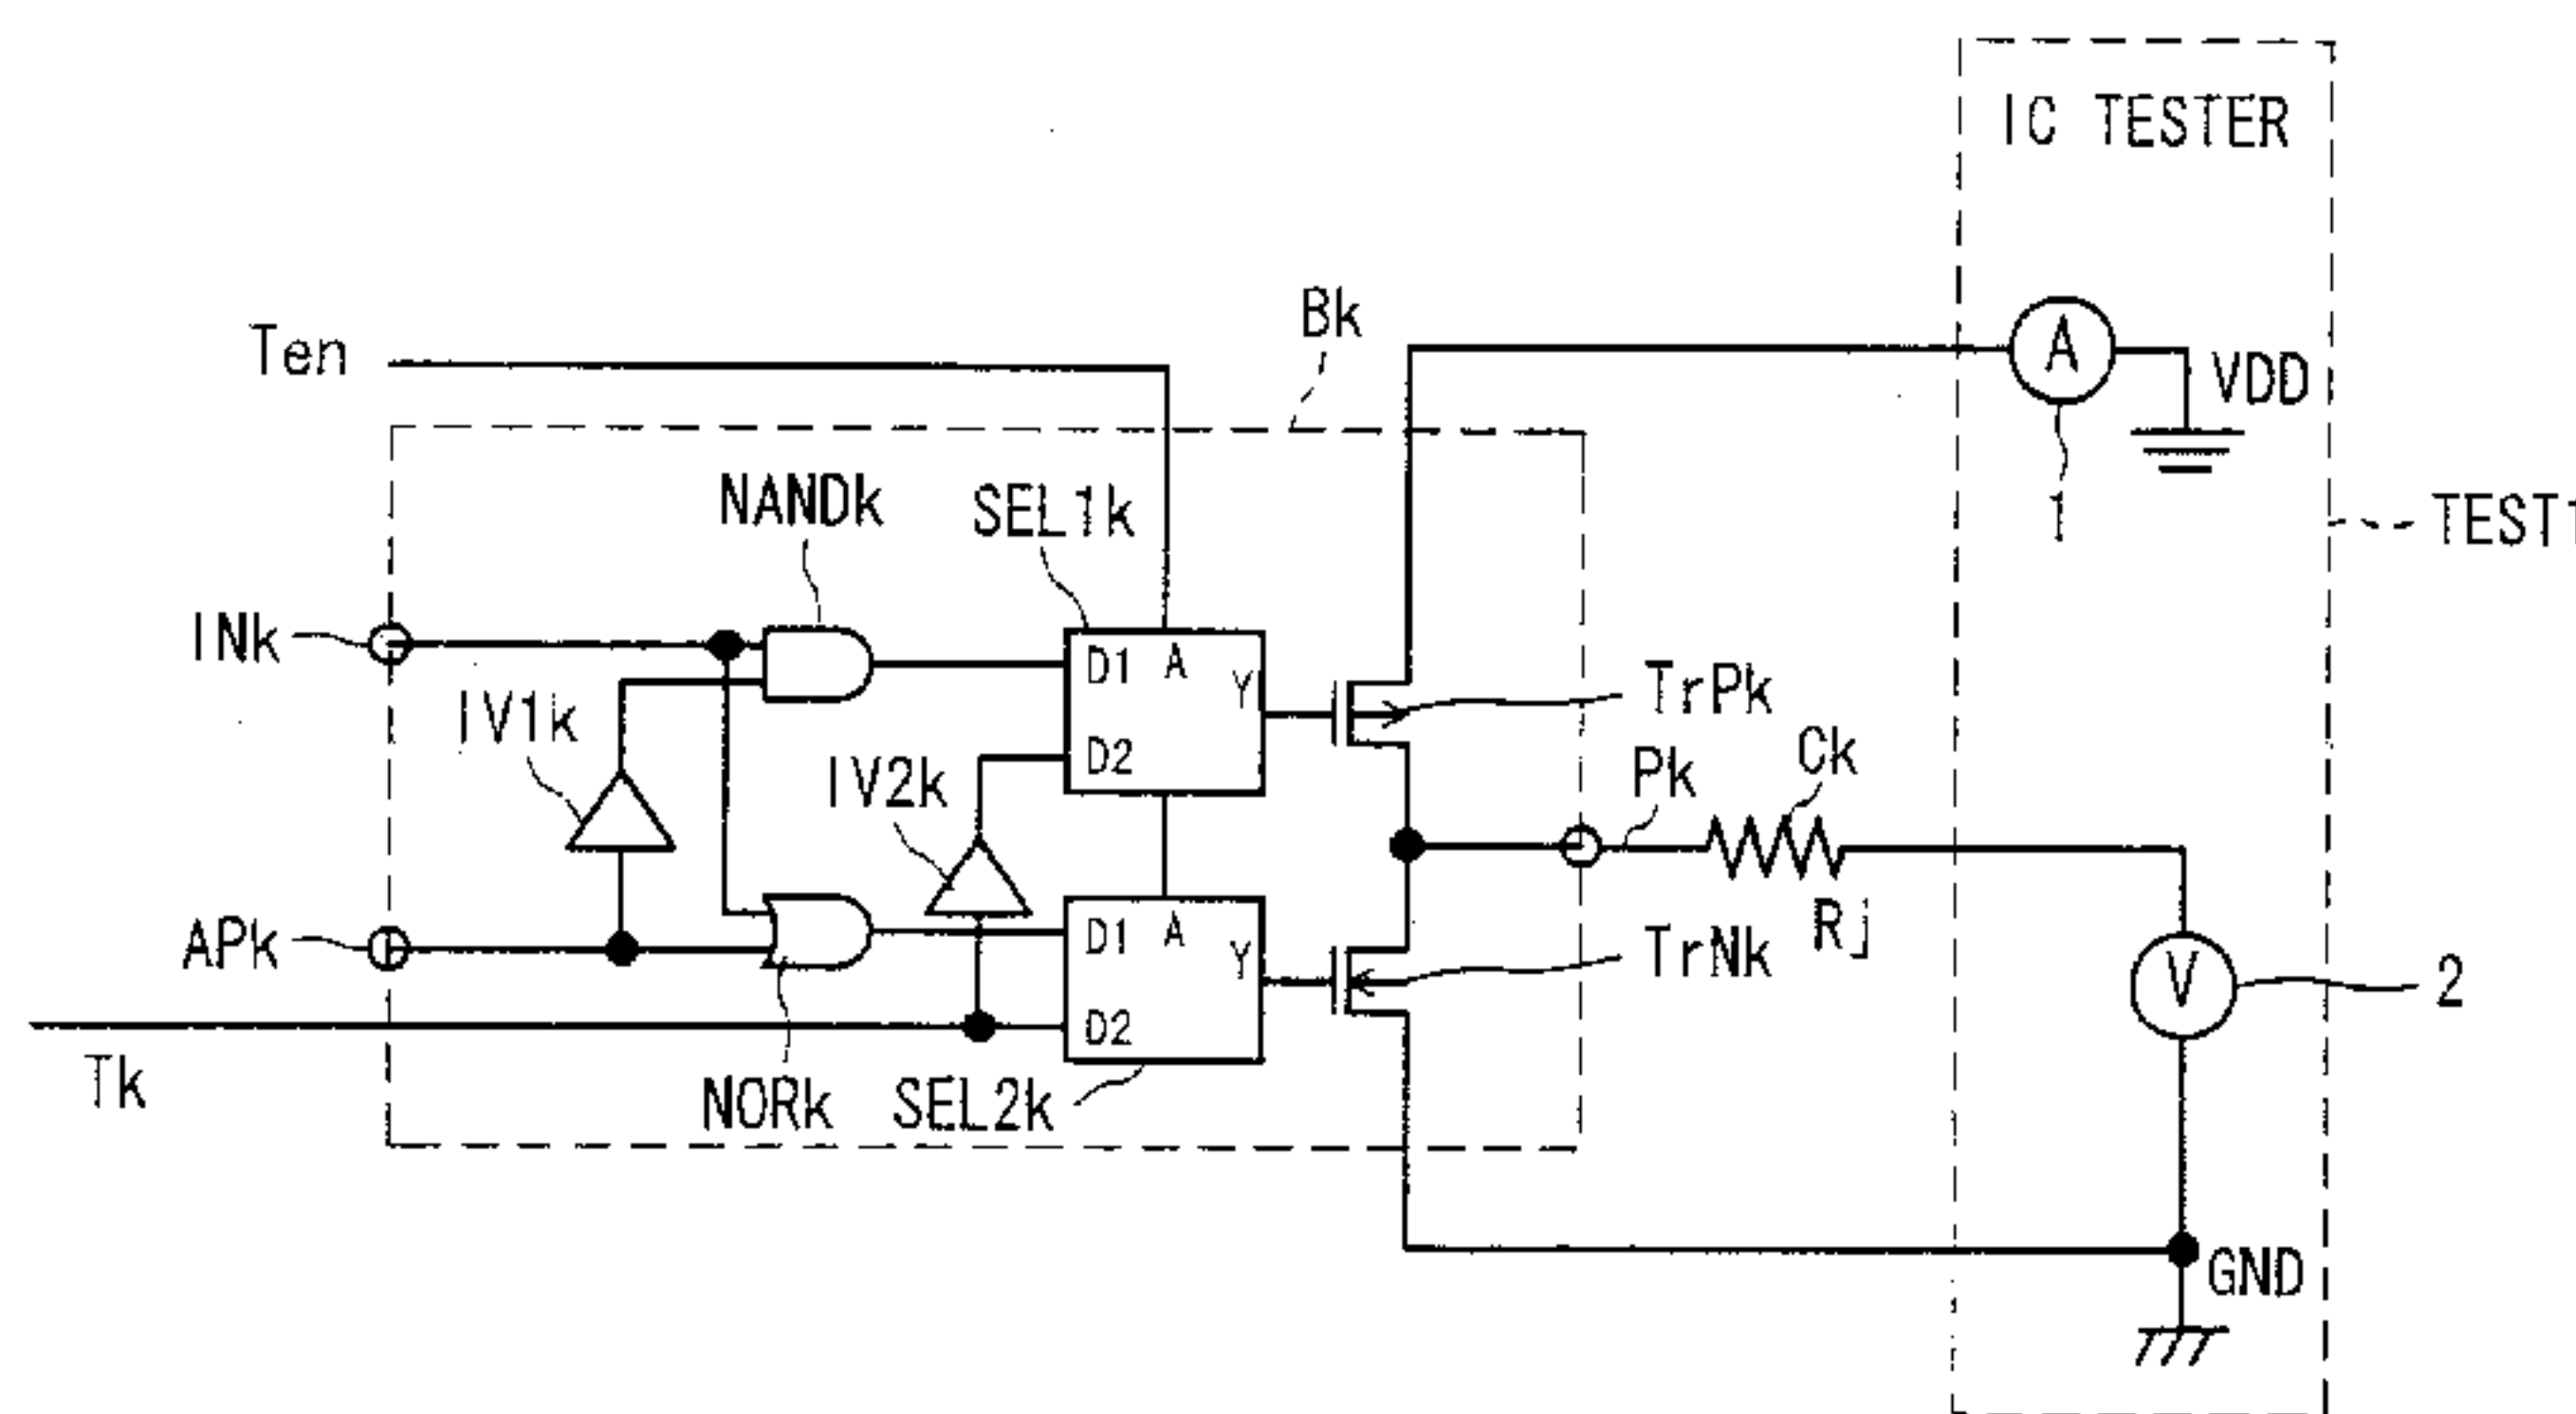 IC TESTER
Bk
Ten
A
VDD
NANDk
SEL1k
1
TEST1
INk
D1 A Y
TrPk
IV1k
D2
IV2k
Pk
Ck
APk
D1 A Y
TrNk
Rj
V
2
D2
Tk
NORk
SEL2k
GND